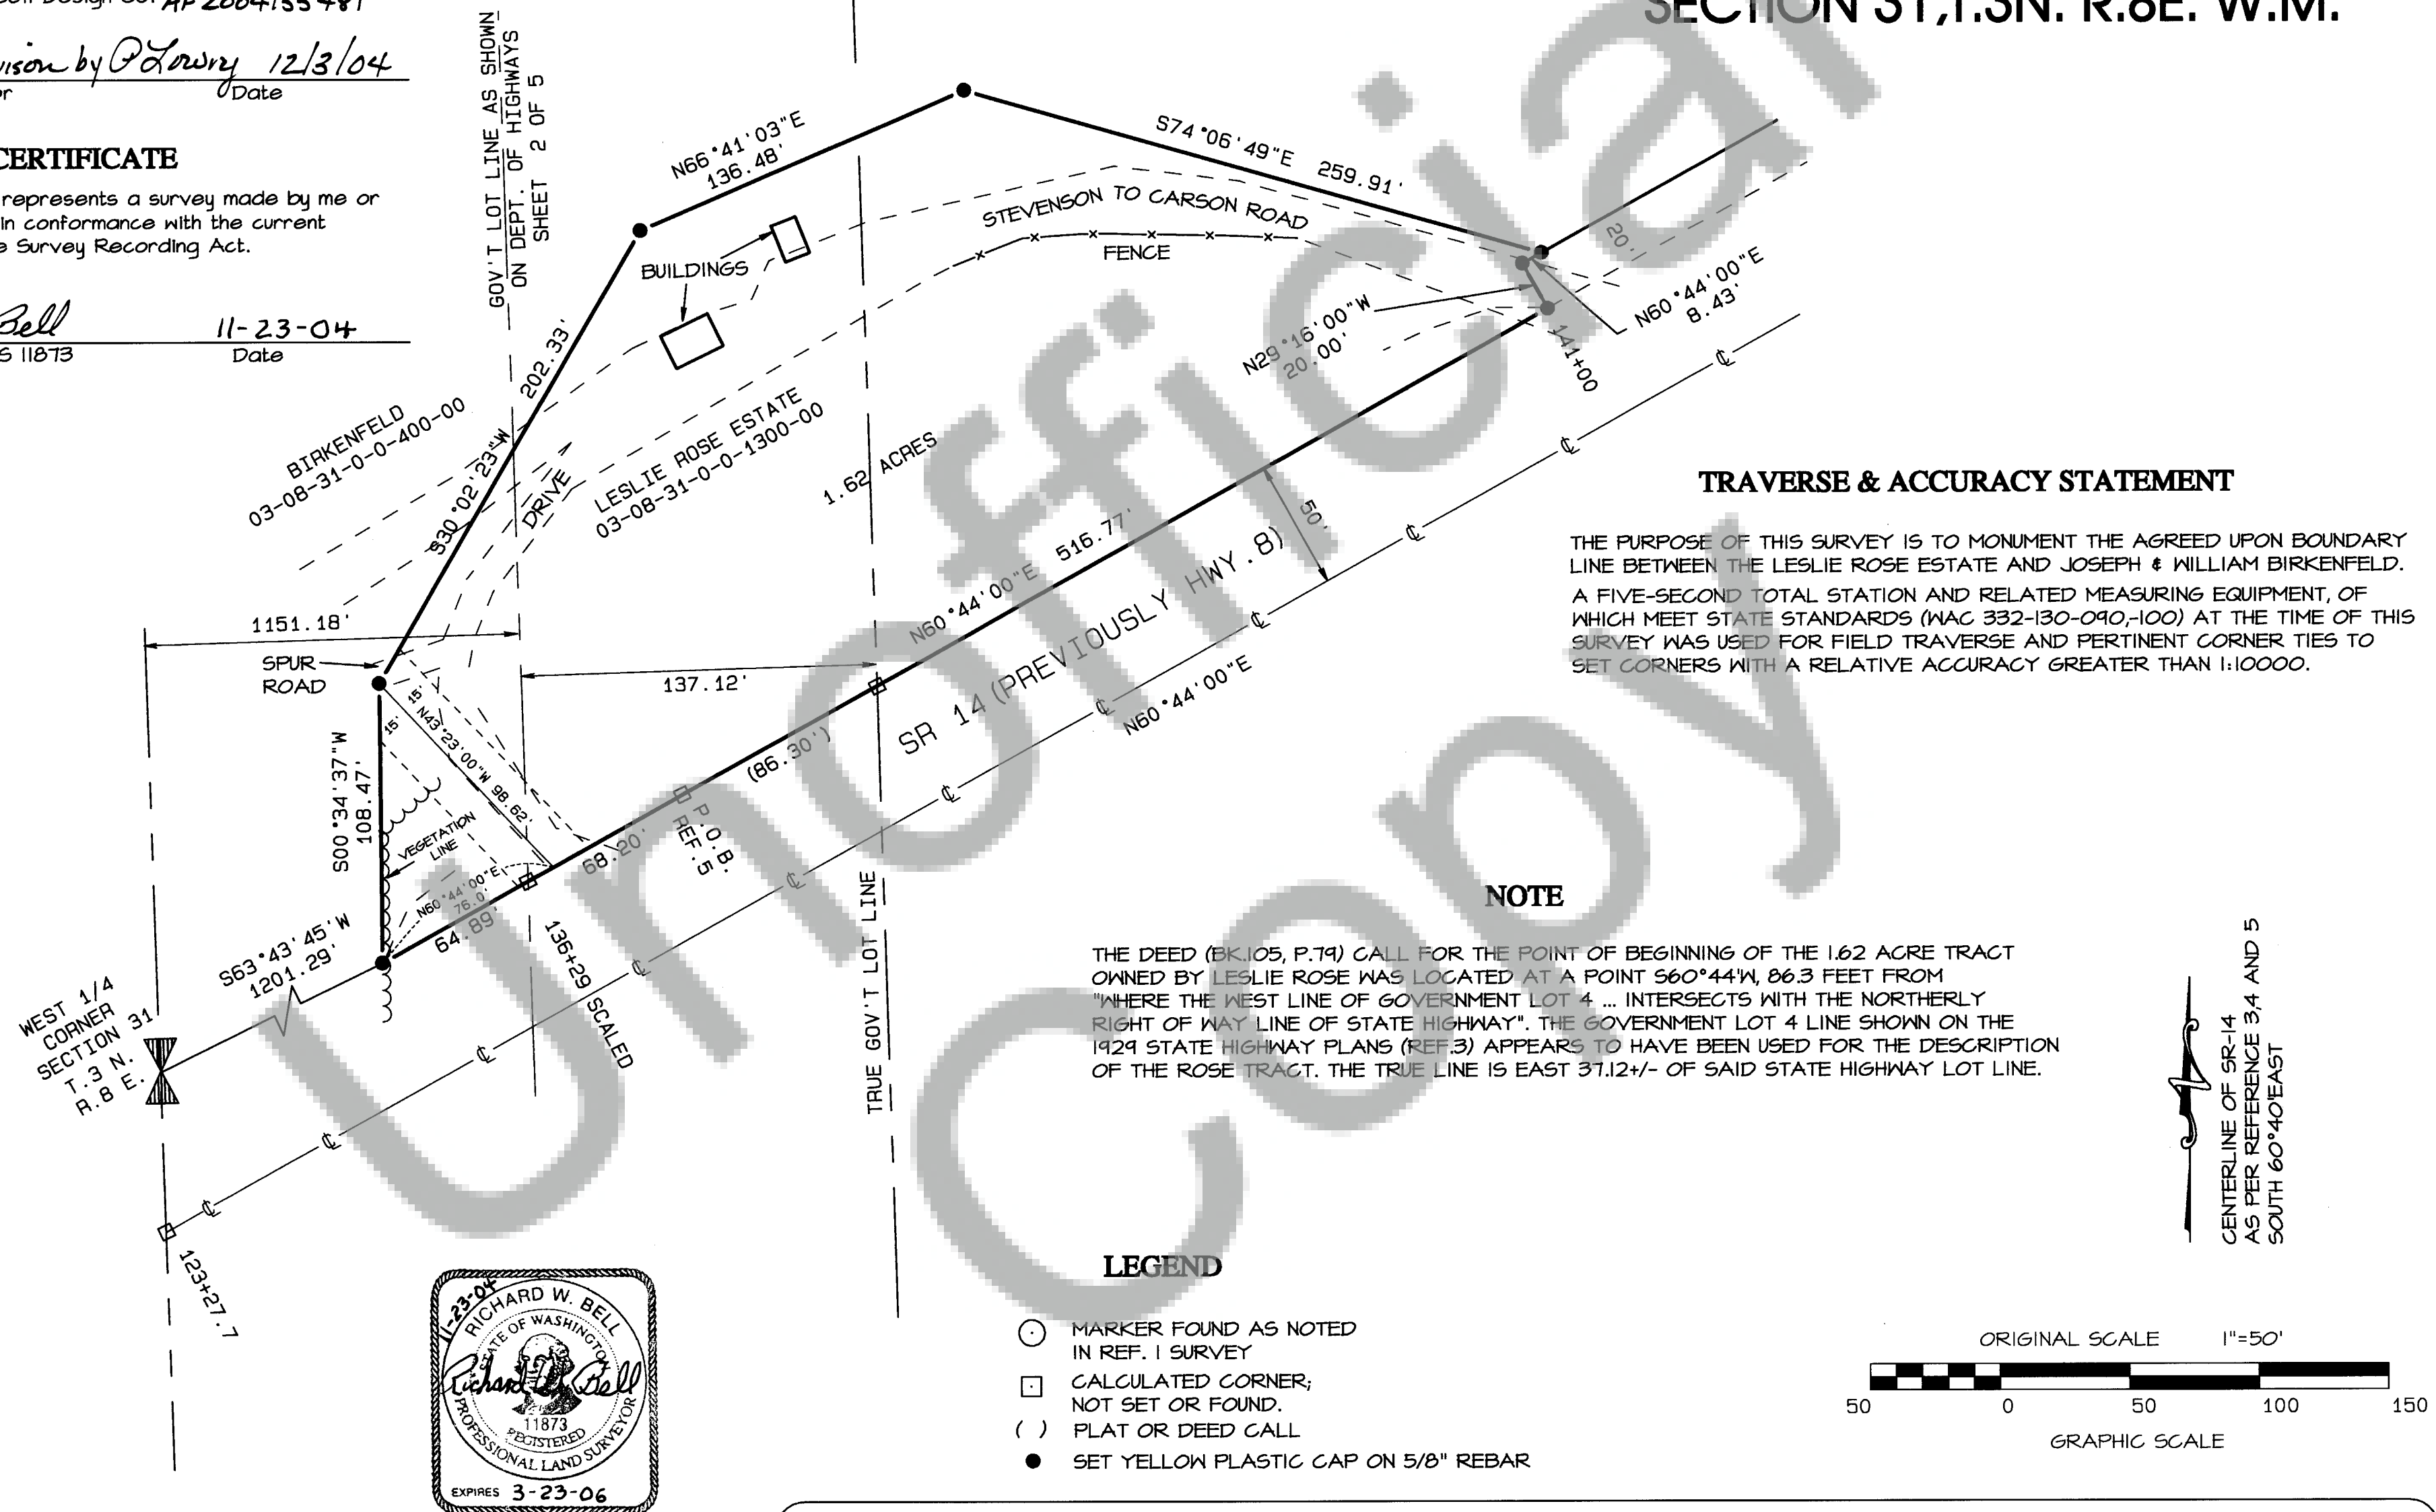 AF 2004155481
SECTION 31, T.3N. R.8E. W.M.
by P Lowry 12/3/04
Date
CERTIFICATE
represents a survey made by me or
in conformance with the current
Survey Recording Act.
Bell 11-23-04
S 11873 Date
GOV'T LOT LINE AS SHOWN
ON DEPT. OF HIGHWAYS
SHEET 2 OF 5
N66°41'03"E
136.48'
S74°06'49"E 259.91'
STEVENSON TO CARSON ROAD
FENCE
BUILDINGS
20'
N60°44'00"E
8.43'
N29°16'00"W
20.00'
141+00
202.33'
S30°02'23"W
BIRKENFELD
03-08-31-0-0-400-00
DRIVE
LESLIE ROSE ESTATE
03-08-31-0-0-1300-00
1.62 ACRES
50'
N60°44'00"E 516.77'
SR 14 (PREVIOUSLY HWY.8)
N60°44'00"E
1151.18'
SPUR
ROAD
137.12'
15'
15'
N43°23'00"W 98.62'
(86.30')
S00°34'37"W
108.47'
VEGETATION
LINE
N60°44'00"E
76.0'
64.89'
68.20'
P.O.B.
REF.5
136+29 SCALED
TRUE GOV'T LOT LINE
S63°43'45"W
1201.29'
WEST 1/4
CORNER
SECTION 31
T.3 N.
R.8 E.
123+27.7
TRAVERSE & ACCURACY STATEMENT
THE PURPOSE OF THIS SURVEY IS TO MONUMENT THE AGREED UPON BOUNDARY
LINE BETWEEN THE LESLIE ROSE ESTATE AND JOSEPH & WILLIAM BIRKENFELD.
A FIVE-SECOND TOTAL STATION AND RELATED MEASURING EQUIPMENT, OF
WHICH MEET STATE STANDARDS (WAC 332-130-090,-100) AT THE TIME OF THIS
SURVEY WAS USED FOR FIELD TRAVERSE AND PERTINENT CORNER TIES TO
SET CORNERS WITH A RELATIVE ACCURACY GREATER THAN 1:10000.
NOTE
THE DEED (BK.105, P.79) CALL FOR THE POINT OF BEGINNING OF THE 1.62 ACRE TRACT
OWNED BY LESLIE ROSE WAS LOCATED AT A POINT S60°44'W, 86.3 FEET FROM
"WHERE THE WEST LINE OF GOVERNMENT LOT 4 ... INTERSECTS WITH THE NORTHERLY
RIGHT OF WAY LINE OF STATE HIGHWAY". THE GOVERNMENT LOT 4 LINE SHOWN ON THE
1929 STATE HIGHWAY PLANS (REF.3) APPEARS TO HAVE BEEN USED FOR THE DESCRIPTION
OF THE ROSE TRACT. THE TRUE LINE IS EAST 37.12+/- OF SAID STATE HIGHWAY LOT LINE.
CENTERLINE OF SR-14
AS PER REFERENCE 3,4 AND 5
SOUTH 60°40'EAST
LEGEND
MARKER FOUND AS NOTED
IN REF. 1 SURVEY
CALCULATED CORNER;
NOT SET OR FOUND.
( ) PLAT OR DEED CALL
SET YELLOW PLASTIC CAP ON 5/8" REBAR
ORIGINAL SCALE 1"=50'
50 0 50 100 150
GRAPHIC SCALE
11-23-04
RICHARD W. BELL
STATE OF WASHINGTON
Richard W Bell
11873
REGISTERED
PROFESSIONAL LAND SURVEYOR
EXPIRES 3-23-06
Unofficial
Copy